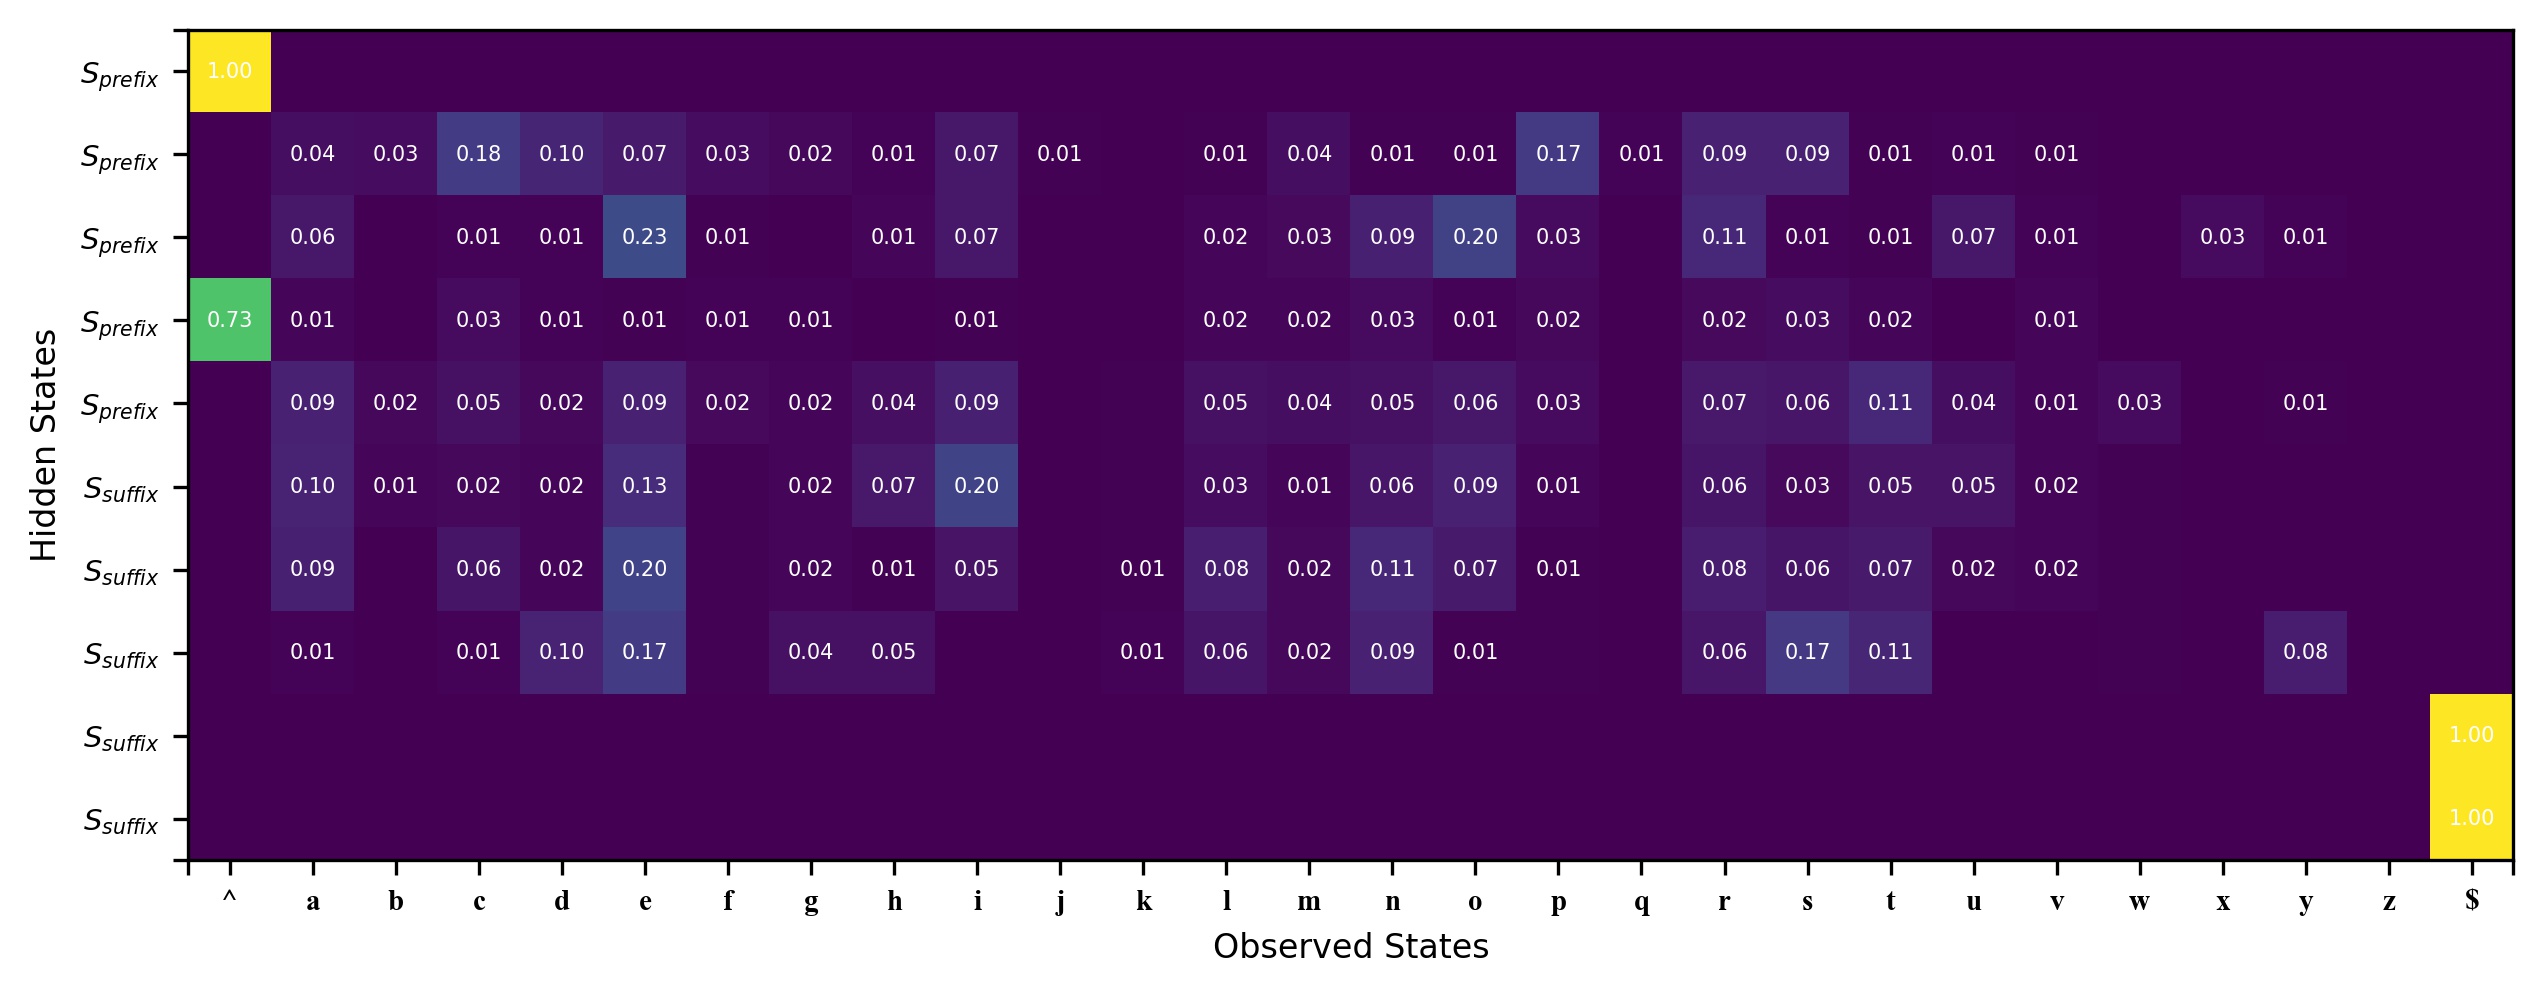 S_prefix 1.00
S_prefix 0.04 0.03 0.18 0.10 0.07 0.03 0.02 0.01 0.07 0.01 0.01 0.04 0.01 0.01 0.17 0.01 0.09 0.09 0.01 0.01 0.01
S_prefix 0.06 0.01 0.01 0.23 0.01 0.01 0.07 0.02 0.03 0.09 0.20 0.03 0.11 0.01 0.01 0.07 0.01 0.03 0.01
S_prefix 0.73 0.01 0.03 0.01 0.01 0.01 0.01 0.01 0.02 0.02 0.03 0.01 0.02 0.02 0.03 0.02 0.01
S_prefix 0.09 0.02 0.05 0.02 0.09 0.02 0.02 0.04 0.09 0.05 0.04 0.05 0.06 0.03 0.07 0.06 0.11 0.04 0.01 0.03 0.01
S_suffix 0.10 0.01 0.02 0.02 0.13 0.02 0.07 0.20 0.03 0.01 0.06 0.09 0.01 0.06 0.03 0.05 0.05 0.02
S_suffix 0.09 0.06 0.02 0.20 0.02 0.01 0.05 0.01 0.08 0.02 0.11 0.07 0.01 0.08 0.06 0.07 0.02 0.02
S_suffix 0.01 0.01 0.10 0.17 0.04 0.05 0.01 0.06 0.02 0.09 0.01 0.06 0.17 0.11 0.08
S_suffix 1.00
S_suffix 1.00
Hidden States
^ a b c d e f g h i j k l m n o p q r s t u v w x y z $
Observed States